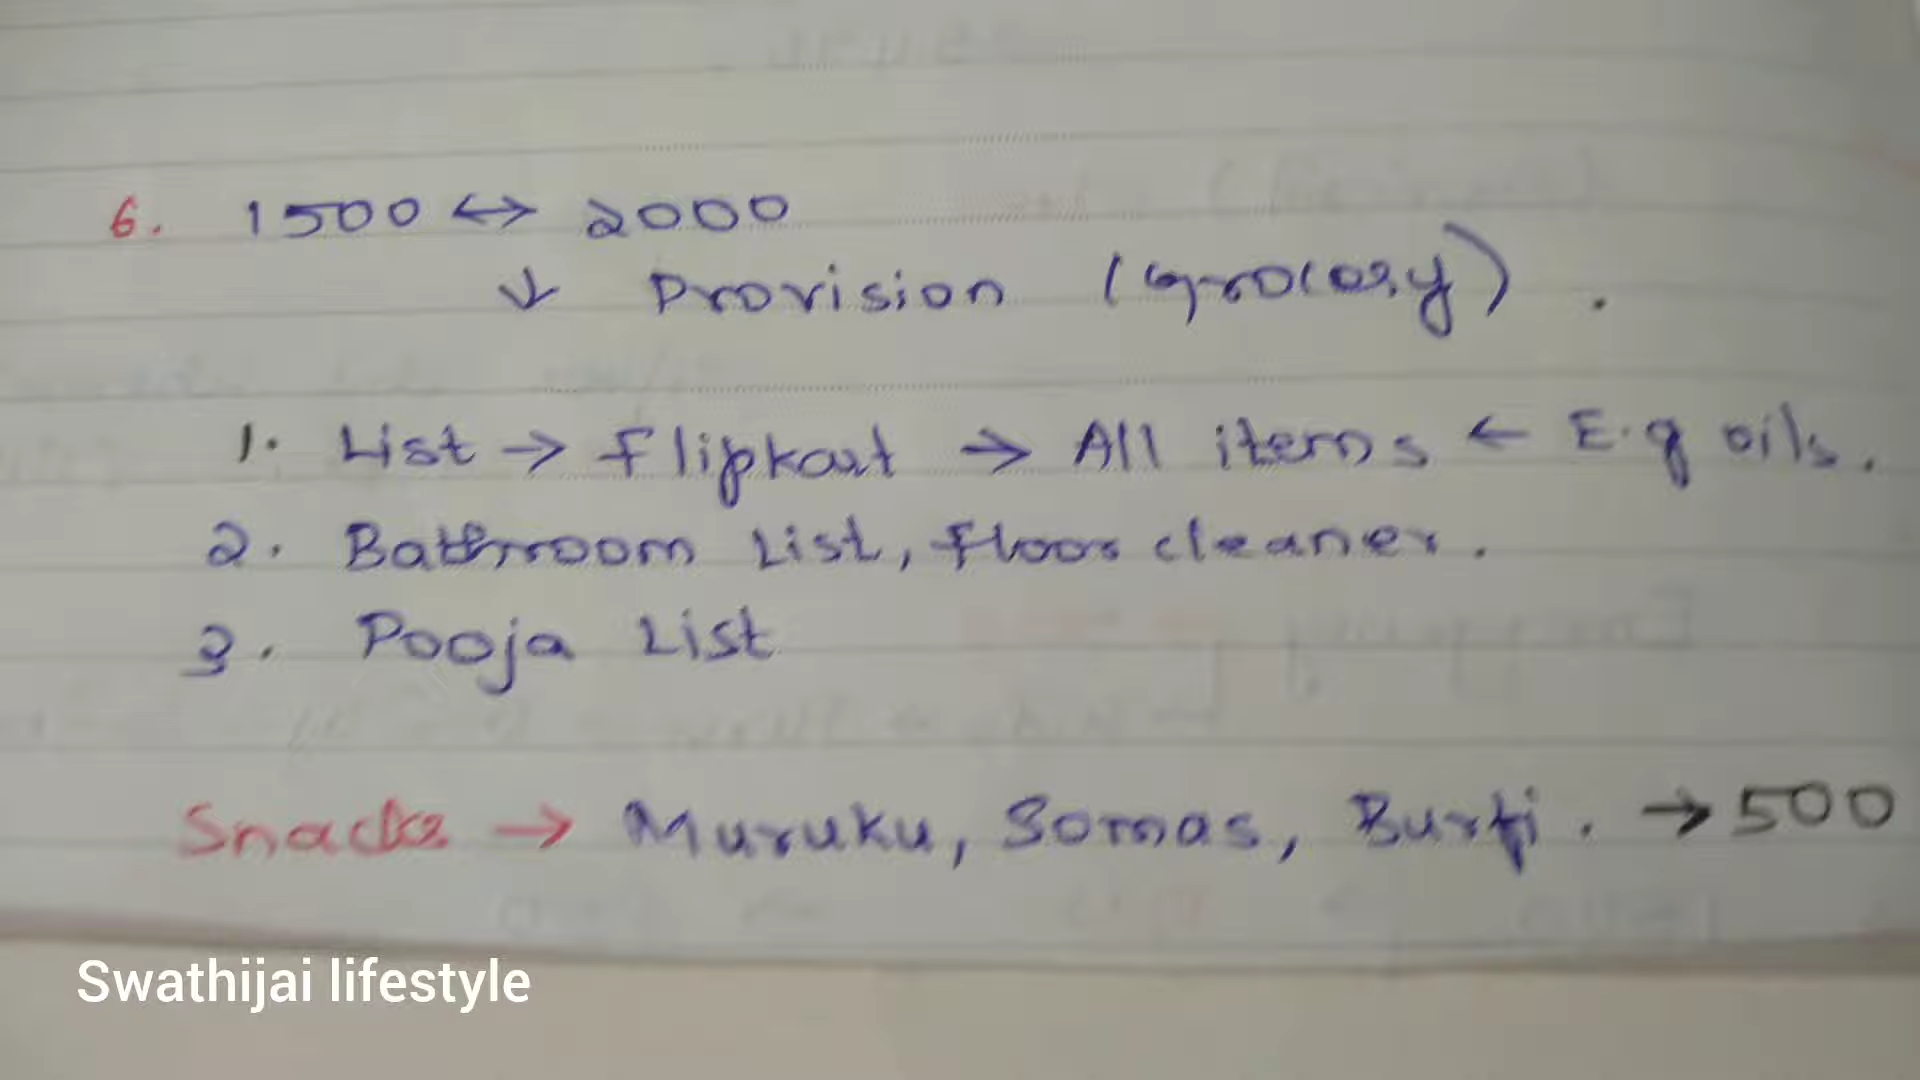 6. 1500 ↔ 2000
↓ Provision (Grocery).
1. List → Flipkart → All items ← E.g oils.
2. Bathroom List, Floor cleaner.
3. Pooja List
Snacks → Muruku, Somas, Burfi. → 500
Swathijai lifestyle